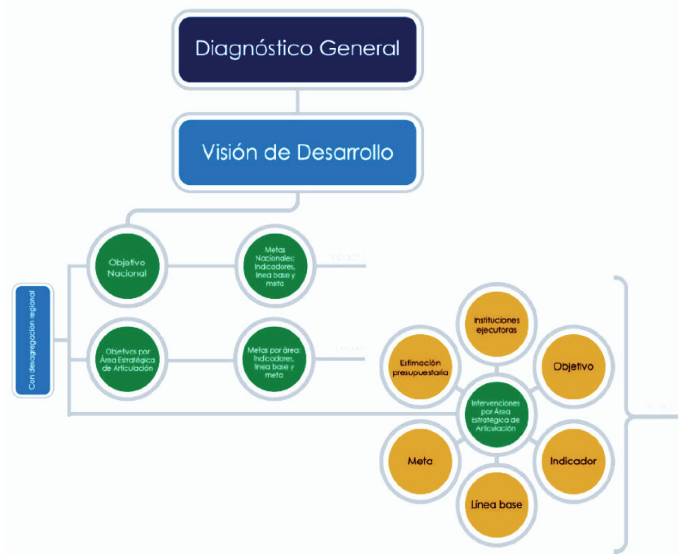 Diagnóstico General
Visión de Desarrollo
Objetivo
Nacional
Metas
Nacionales:
Indicadores,
línea base y
meta
Con desagregación regional
Objetivos por
Área Estratégica
de Articulación
Metas por área:
Indicadores,
línea base y
meta
Instituciones
ejecutoras
Estimación
presupuestaria
Objetivo
Intervenciones
por Área
Estratégica de
Articulación
Meta
Indicador
Línea base